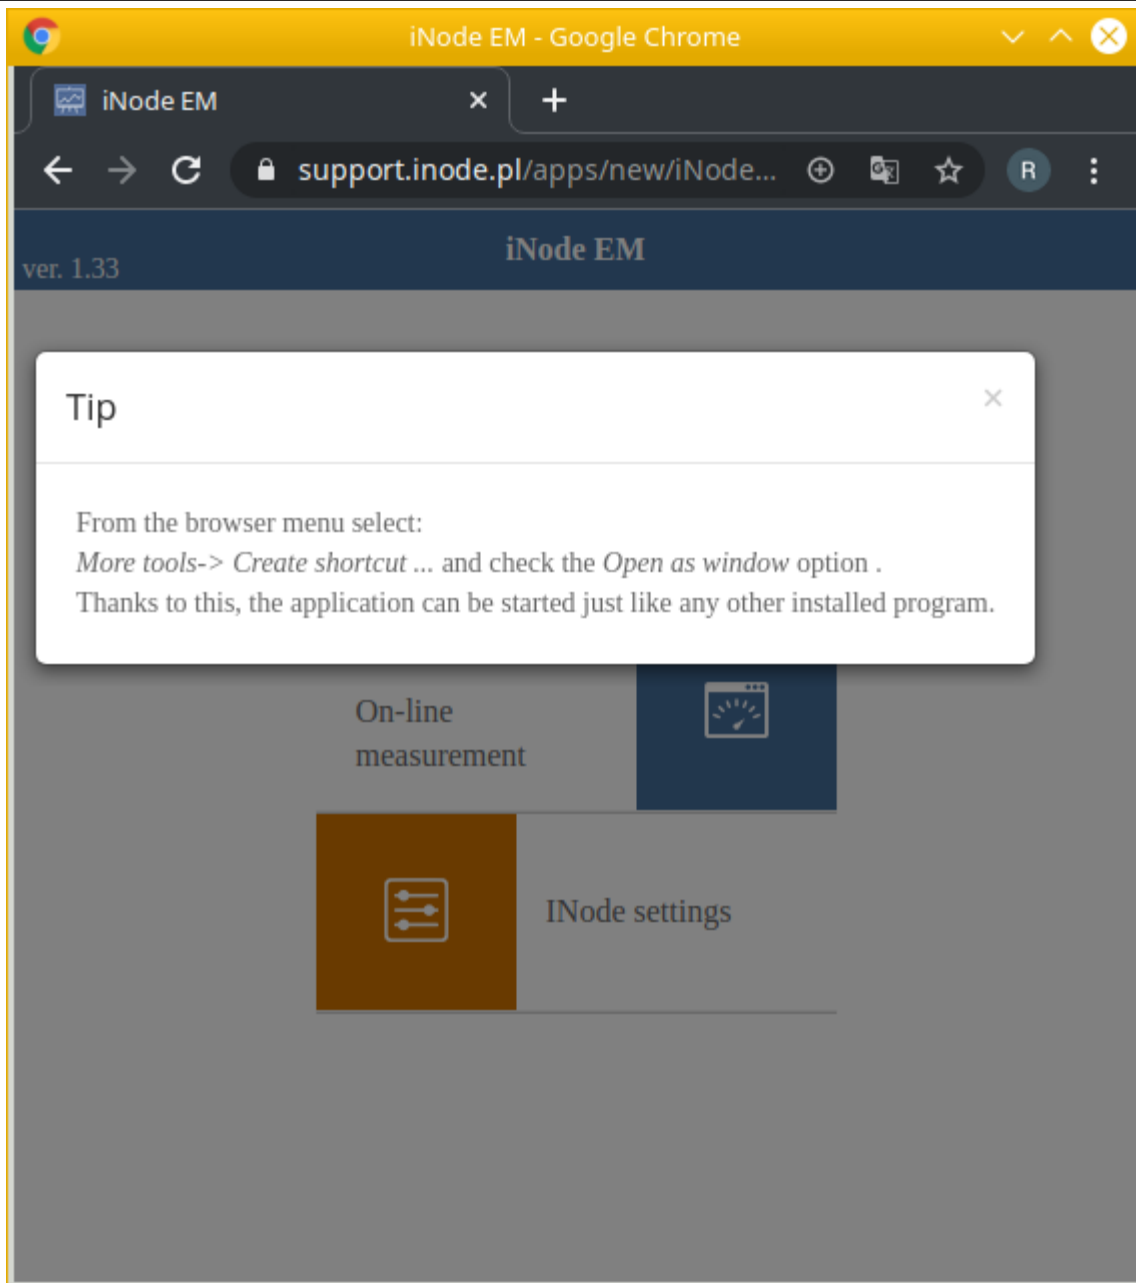 iNode EM - Google Chrome
iNode EM
support.inode.pl/apps/new/iNode...
R
iNode EM
ver. 1.33
Tip
From the browser menu select:
More tools-> Create shortcut ... and check the Open as window option .
Thanks to this, the application can be started just like any other installed program.
On-line
measurement
INode settings